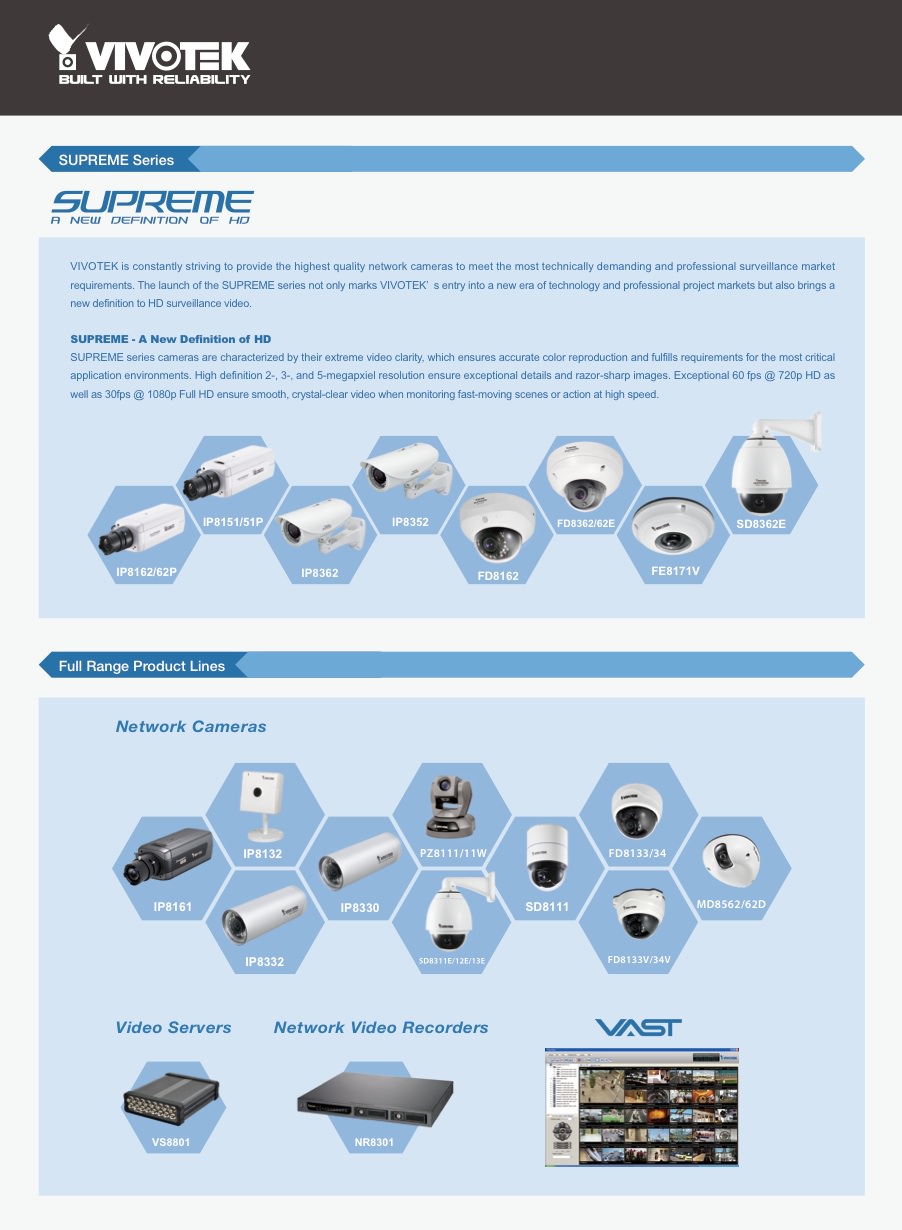 VIVOTEK
BUILT WITH RELIABILITY
SUPREME Series
SUPREME
A NEW DEFINITION OF HD
VIVOTEK is constantly striving to provide the highest quality network cameras to meet the most technically demanding and professional surveillance market
requirements. The launch of the SUPREME series not only marks VIVOTEK’ s entry into a new era of technology and professional project markets but also brings a
new definition to HD surveillance video.
SUPREME - A New Definition of HD
SUPREME series cameras are characterized by their extreme video clarity, which ensures accurate color reproduction and fulfills requirements for the most critical
application environments. High definition 2-, 3-, and 5-megapxiel resolution ensure exceptional details and razor-sharp images. Exceptional 60 fps @ 720p HD as
well as 30fps @ 1080p Full HD ensure smooth, crystal-clear video when monitoring fast-moving scenes or action at high speed.
IP8162/62P
IP8151/51P
IP8362
IP8352
FD8162
FD8362/62E
FE8171V
SD8362E
Full Range Product Lines
Network Cameras
IP8161
IP8132
IP8332
IP8330
PZ8111/11W
SD8311E/12E/13E
SD8111
FD8133/34
FD8133V/34V
MD8562/62D
Video Servers
Network Video Recorders
VAST
VS8801
NR8301